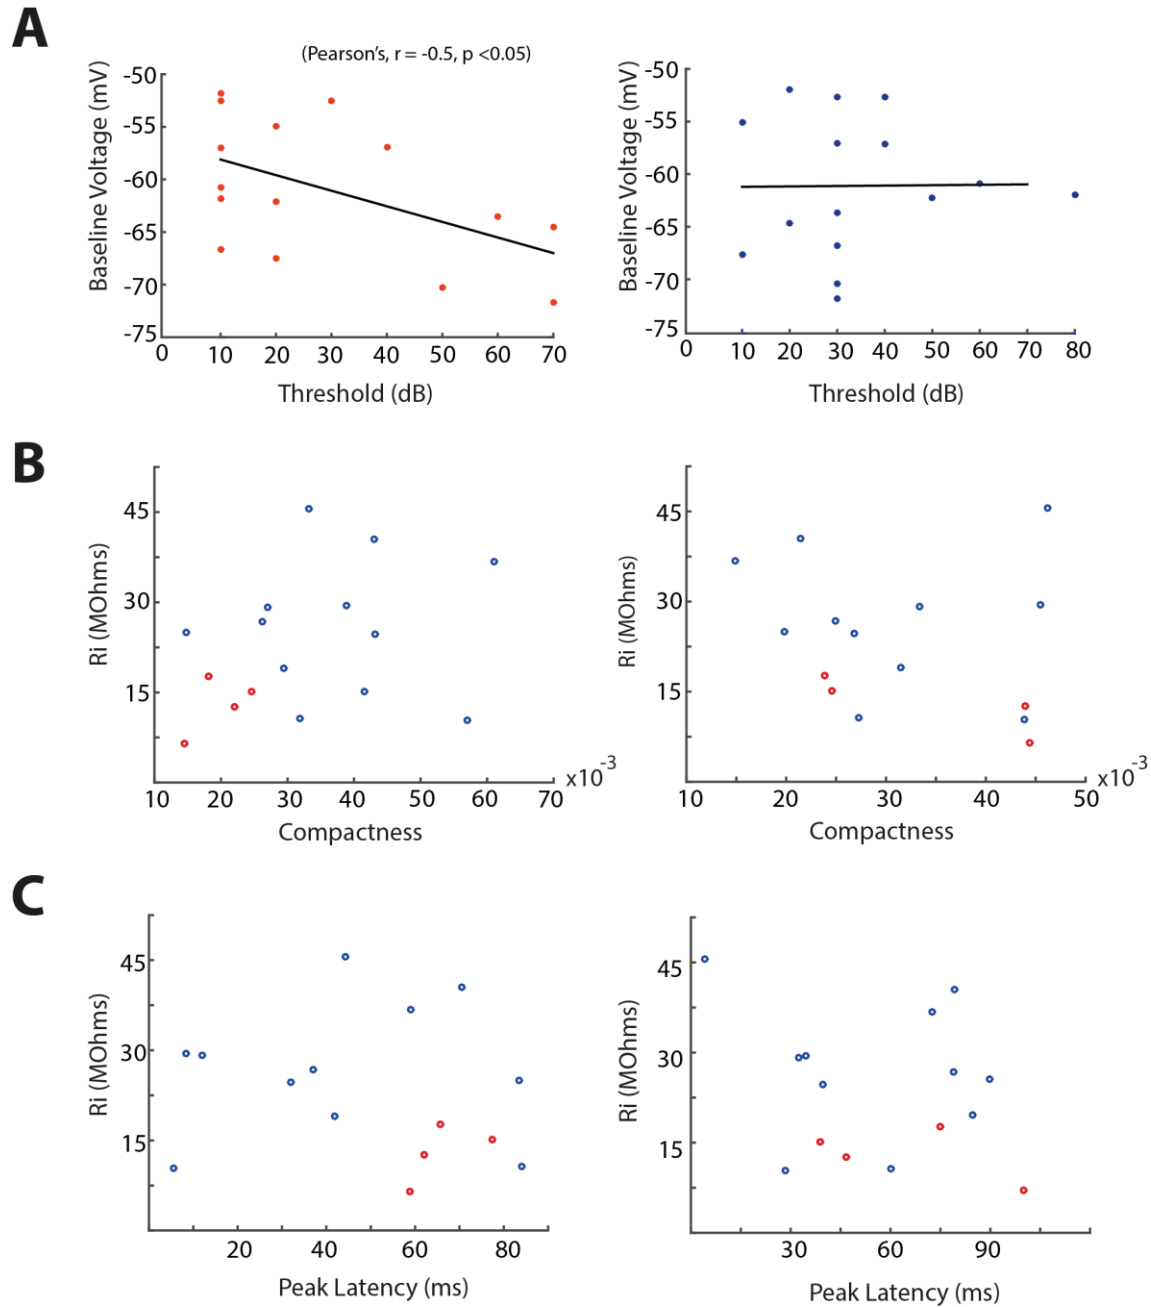 A
(Pearson's, r = -0.5, p <0.05)
Baseline Voltage (mV)
-50
-55
-60
-65
-70
-75
0 10 20 30 40 50 60 70
Threshold (dB)
Baseline Voltage (mV)
-50
-55
-60
-65
-70
-75
0 10 20 30 40 50 60 70 80
Threshold (dB)
B
Ri (MOhms)
45
30
15
10 20 30 40 50 60 70
x10-3
Compactness
Ri (MOhms)
45
30
15
10 20 30 40 50
x10-3
Compactness
C
Ri (MOhms)
45
30
15
20 40 60 80
Peak Latency (ms)
Ri (MOhms)
45
30
15
30 60 90
Peak Latency (ms)